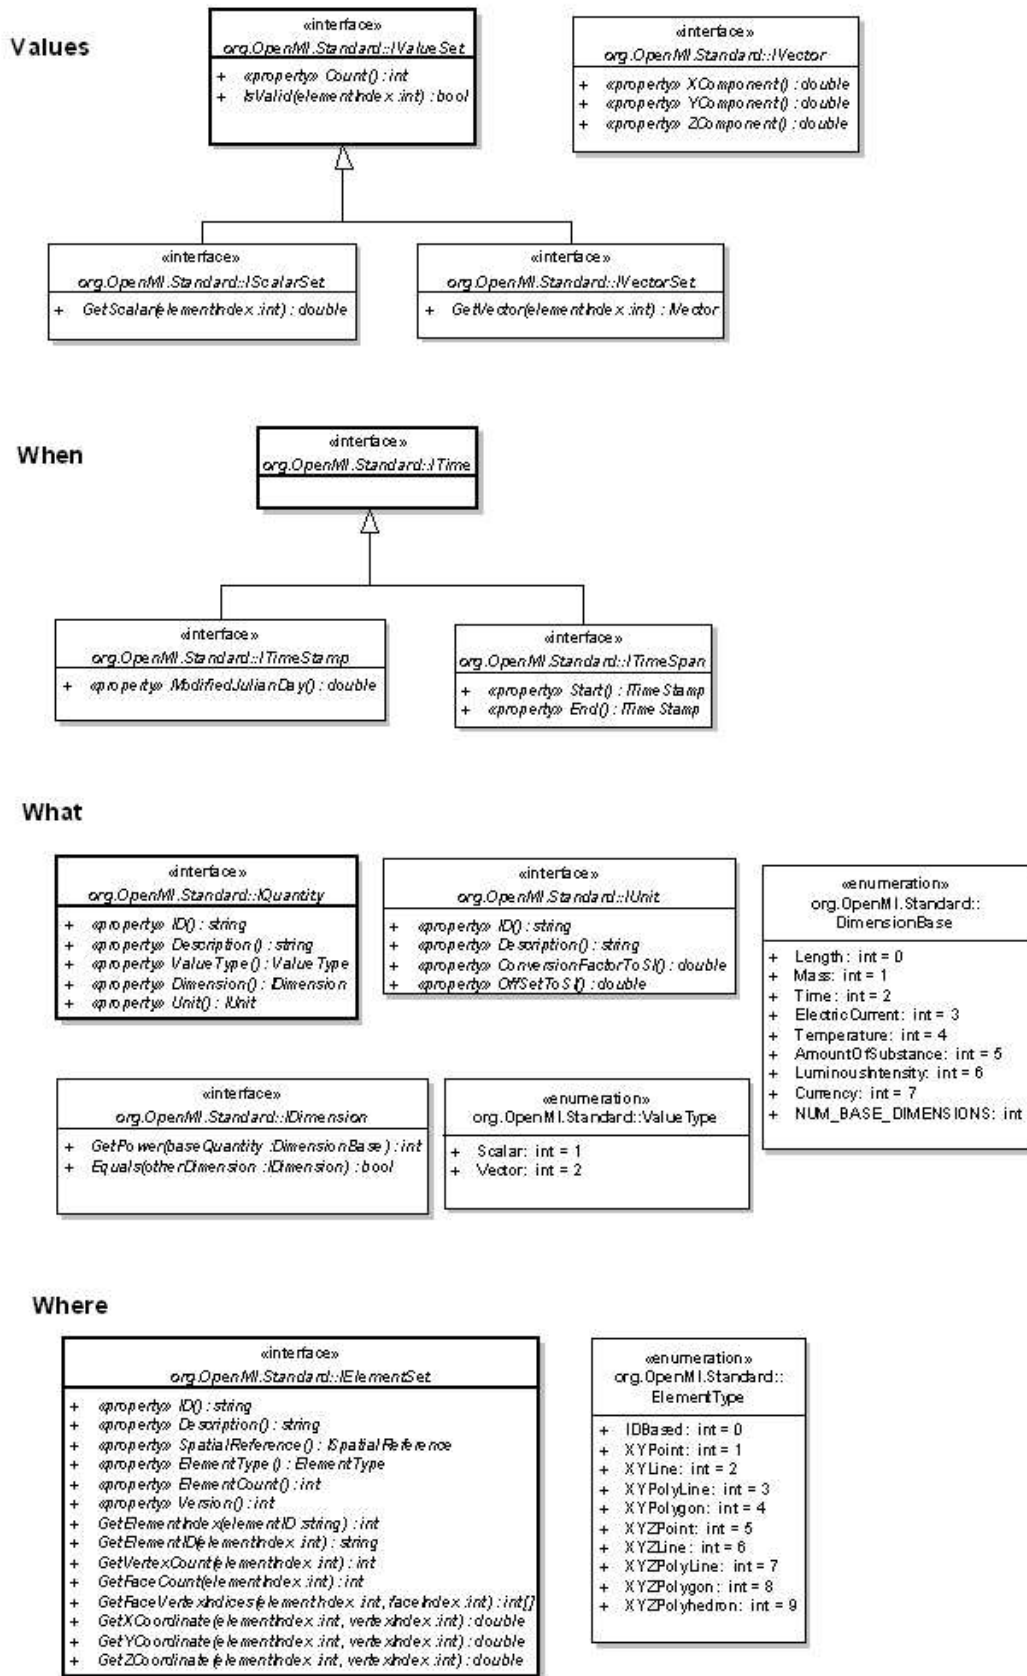 Values
«interface»
org.OpenMI.Standard::IValueSet
+ «property» Count() : int
+ IsValid(elementIndex :int) : bool
«interface»
org.OpenMI.Standard::IVector
+ «property» XComponent() : double
+ «property» YComponent() : double
+ «property» ZComponent() : double
«interface»
org.OpenMI.Standard::IScalarSet
+ GetScalar(elementIndex :int) : double
«interface»
org.OpenMI.Standard::IVectorSet
+ GetVector(elementIndex :int) : IVector
When
«interface»
org.OpenMI.Standard::ITime
«interface»
org.OpenMI.Standard::ITimeStamp
+ «property» ModifiedJulianDay() : double
«interface»
org.OpenMI.Standard::ITimeSpan
+ «property» Start() : ITimeStamp
+ «property» End() : ITimeStamp
What
«interface»
org.OpenMI.Standard::IQuantity
+ «property» ID() : string
+ «property» Description() : string
+ «property» ValueType() : ValueType
+ «property» Dimension() : IDimension
+ «property» Unit() : IUnit
«interface»
org.OpenMI.Standard::IUnit
+ «property» ID() : string
+ «property» Description() : string
+ «property» ConversionFactorToSI() : double
+ «property» OffSetToSI() : double
«enumeration»
org.OpenMI.Standard::
DimensionBase
+ Length: int = 0
+ Mass: int = 1
+ Time: int = 2
+ ElectricCurrent: int = 3
+ Temperature: int = 4
+ AmountOfSubstance: int = 5
+ LuminousIntensity: int = 6
+ Currency: int = 7
+ NUM_BASE_DIMENSIONS: int
«interface»
org.OpenMI.Standard::IDimension
+ GetPower(baseQuantity :DimensionBase) : int
+ Equals(otherDimension :IDimension) : bool
«enumeration»
org.OpenMI.Standard::ValueType
+ Scalar: int = 1
+ Vector: int = 2
Where
«interface»
org.OpenMI.Standard::IElementSet
+ «property» ID() : string
+ «property» Description() : string
+ «property» SpatialReference() : ISpatialReference
+ «property» ElementType() : ElementType
+ «property» ElementCount() : int
+ «property» Version() : int
+ GetElementIndex(elementID :string) : int
+ GetElementID(elementIndex :int) : string
+ GetVertexCount(elementIndex :int) : int
+ GetFaceCount(elementIndex :int) : int
+ GetFaceVertexIndices(elementIndex :int, faceIndex :int) : int[]
+ GetXCoordinate(elementIndex :int, vertexIndex :int) : double
+ GetYCoordinate(elementIndex :int, vertexIndex :int) : double
+ GetZCoordinate(elementIndex :int, vertexIndex :int) : double
«enumeration»
org.OpenMI.Standard::
ElementType
+ IDBased: int = 0
+ XYPoint: int = 1
+ XYLine: int = 2
+ XYPolyLine: int = 3
+ XYPolygon: int = 4
+ XYZPoint: int = 5
+ XYZLine: int = 6
+ XYZPolyLine: int = 7
+ XYZPolygon: int = 8
+ XYZPolyhedron: int = 9